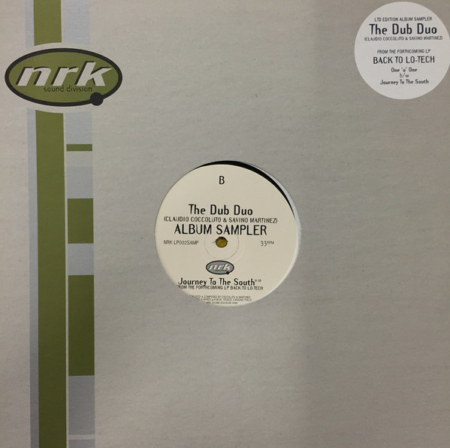 nrk
sound division
LTD EDITION ALBUM SAMPLER
The Dub Duo
(CLAUDIO COCCOLUTO & SAVINO MARTINEZ)
FROM THE FORTHCOMING LP
BACK TO LO-TECH
One 'n' One
b/w
Journey To The South
B
The Dub Duo
(CLAUDIO COCCOLUTO & SAVINO MARTINEZ)
ALBUM SAMPLER
33RPM
nrk
Journey To The South
FROM THE FORTHCOMING LP BACK TO LO-TECH